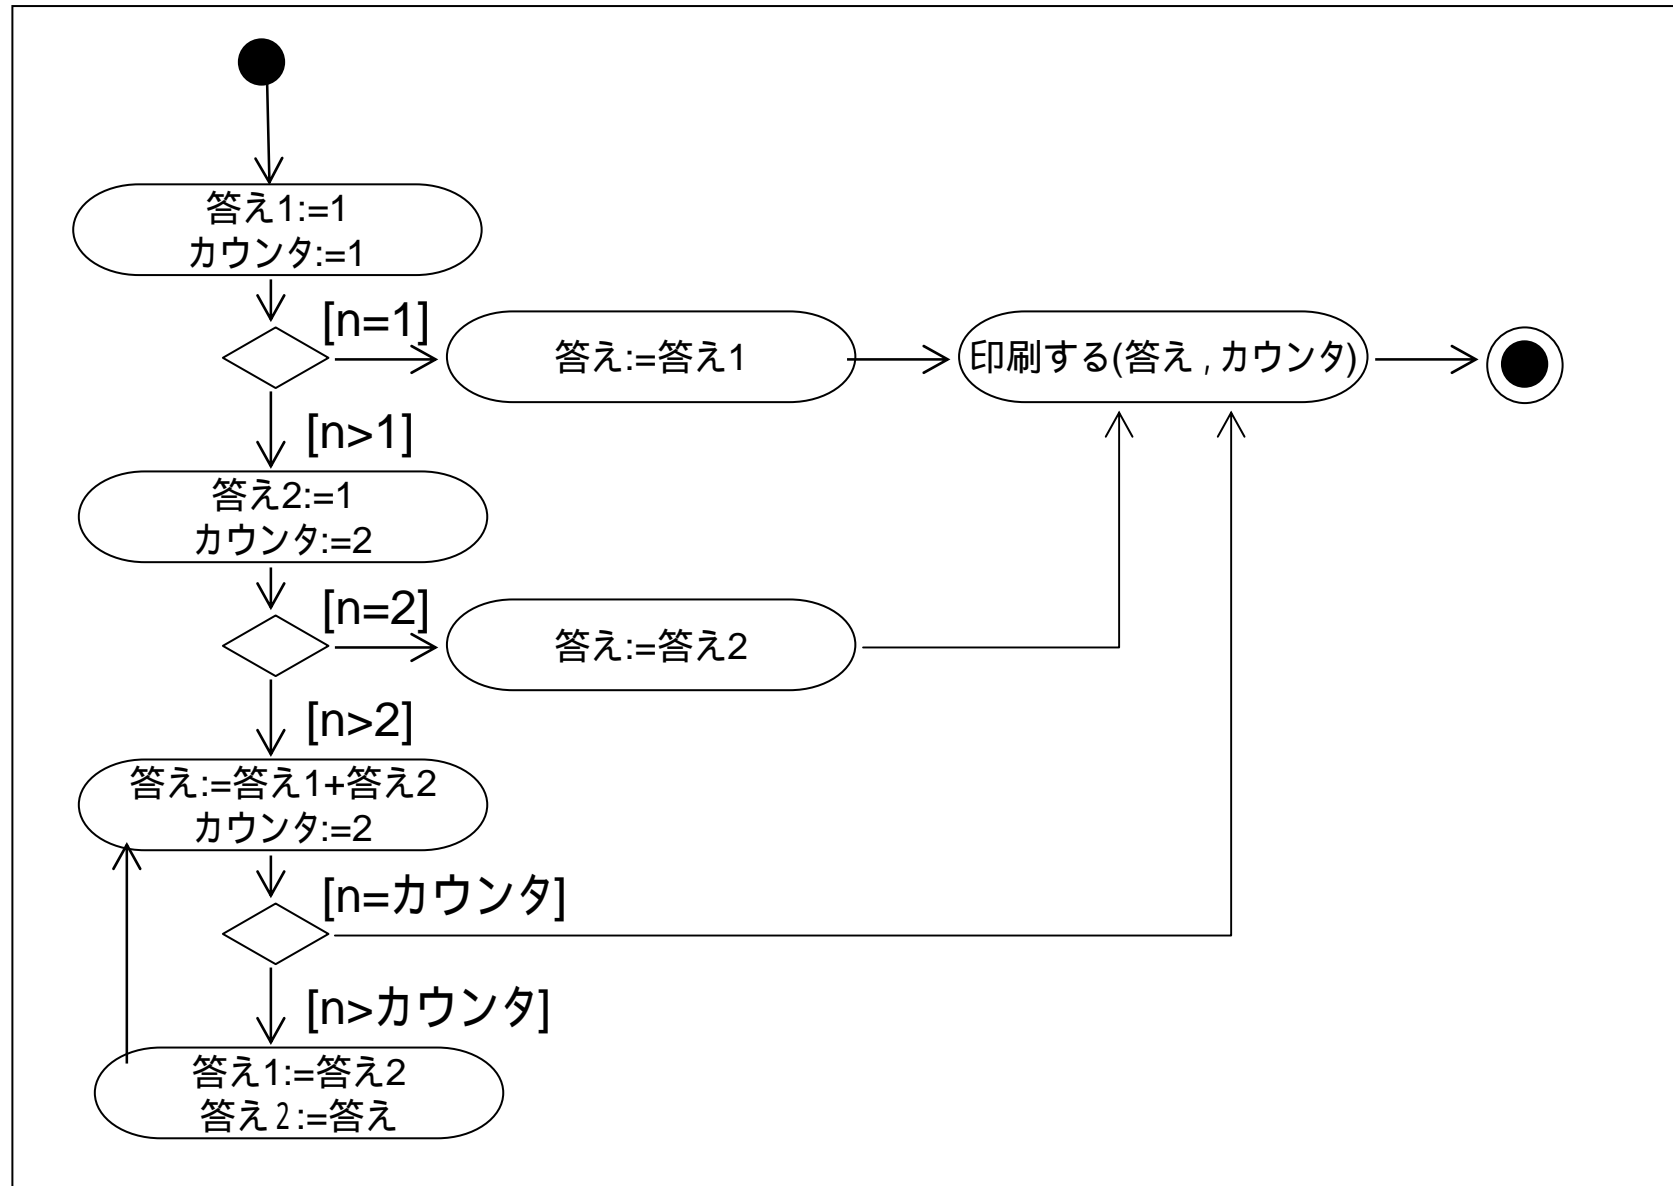 答え1:=1
カウンタ:=1
[n=1]
答え:=答え1
印刷する(答え , カウンタ)
[n>1]
答え2:=1
カウンタ:=2
[n=2]
答え:=答え2
[n>2]
答え:=答え1+答え2
カウンタ:=2
[n=カウンタ]
[n>カウンタ]
答え1:=答え2
答え2:=答え